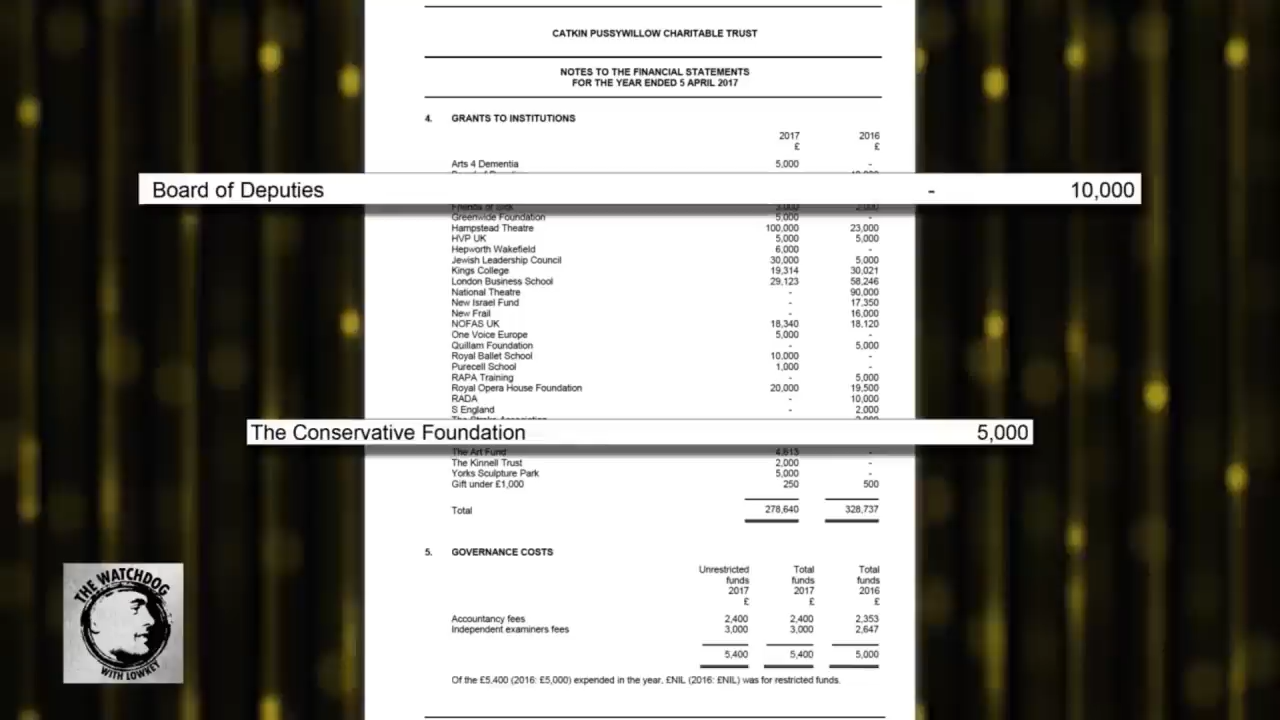 CATKIN PUSSYWILLOW CHARITABLE TRUST
NOTES TO THE FINANCIAL STATEMENTS
FOR THE YEAR ENDED 5 APRIL 2017
4. GRANTS TO INSTITUTIONS
2017 2016
£ £
Arts 4 Dementia 5,000 -
Board of Deputies - 10,000
Greenwide Foundation 5,000 -
Hampstead Theatre 100,000 23,000
HVP UK 5,000 5,000
Hepworth Wakefield 6,000 -
Jewish Leadership Council 30,000 5,000
Kings College 19,314 30,021
London Business School 29,123 58,246
National Theatre - 90,000
New Israel Fund - 17,350
New Frail - 16,000
NOFAS UK 18,340 18,120
One Voice Europe 5,000 -
Quillam Foundation - 5,000
Royal Ballet School 10,000 -
Purecell School 1,000 -
RAPA Training - 5,000
Royal Opera House Foundation 20,000 19,500
RADA - 10,000
S England - 2,000
The Conservative Foundation 5,000
The Art Fund 4,613 -
The Kinnell Trust 2,000 -
Yorks Sculpture Park 5,000 -
Gift under £1,000 250 500
Total 278,640 328,737
5. GOVERNANCE COSTS
Unrestricted Total Total
funds funds funds
2017 2017 2016
£ £ £
Accountancy fees 2,400 2,400 2,353
Independent examiners fees 3,000 3,000 2,647
5,400 5,400 5,000
Of the £5,400 (2016: £5,000) expended in the year, £NIL (2016: £NIL) was for restricted funds.
THE WATCHDOG
WITH LOWKEY